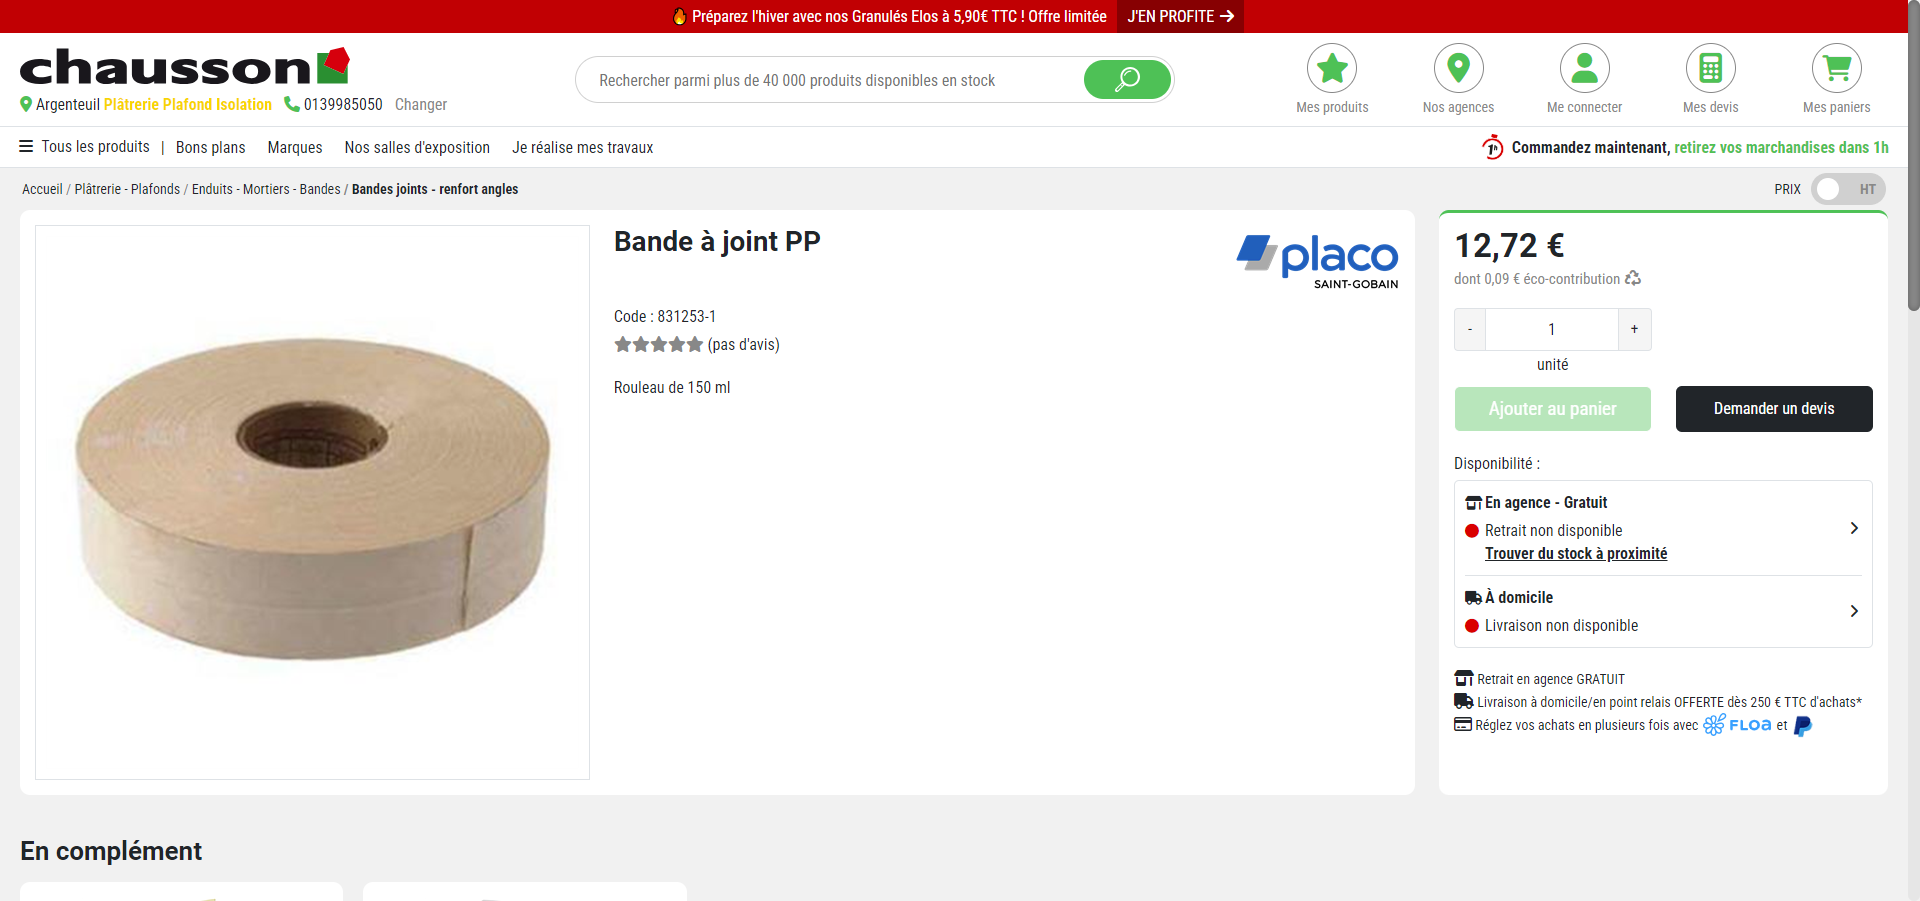 Préparez l'hiver avec nos Granulés Elos à 5,90€ TTC ! Offre limitée J'EN PROFITE →
chausson
Argenteuil Plâtrerie Plafond Isolation 0139985050 Changer
Rechercher parmi plus de 40 000 produits disponibles en stock
Mes produits
Nos agences
Me connecter
Mes devis
Mes paniers
Tous les produits | Bons plans Marques Nos salles d'exposition Je réalise mes travaux
1h Commandez maintenant, retirez vos marchandises dans 1h
Accueil / Plâtrerie - Plafonds / Enduits - Mortiers - Bandes / Bandes joints - renfort angles
PRIX HT
Bande à joint PP
placo
SAINT-GOBAIN
Code : 831253-1
(pas d'avis)
Rouleau de 150 ml
12,72 €
dont 0,09 € éco-contribution
- 1 +
unité
Ajouter au panier
Demander un devis
Disponibilité :
En agence - Gratuit
Retrait non disponible
Trouver du stock à proximité
À domicile
Livraison non disponible
Retrait en agence GRATUIT
Livraison à domicile/en point relais OFFERTE dès 250 € TTC d'achats*
Réglez vos achats en plusieurs fois avec FLOA et
En complément